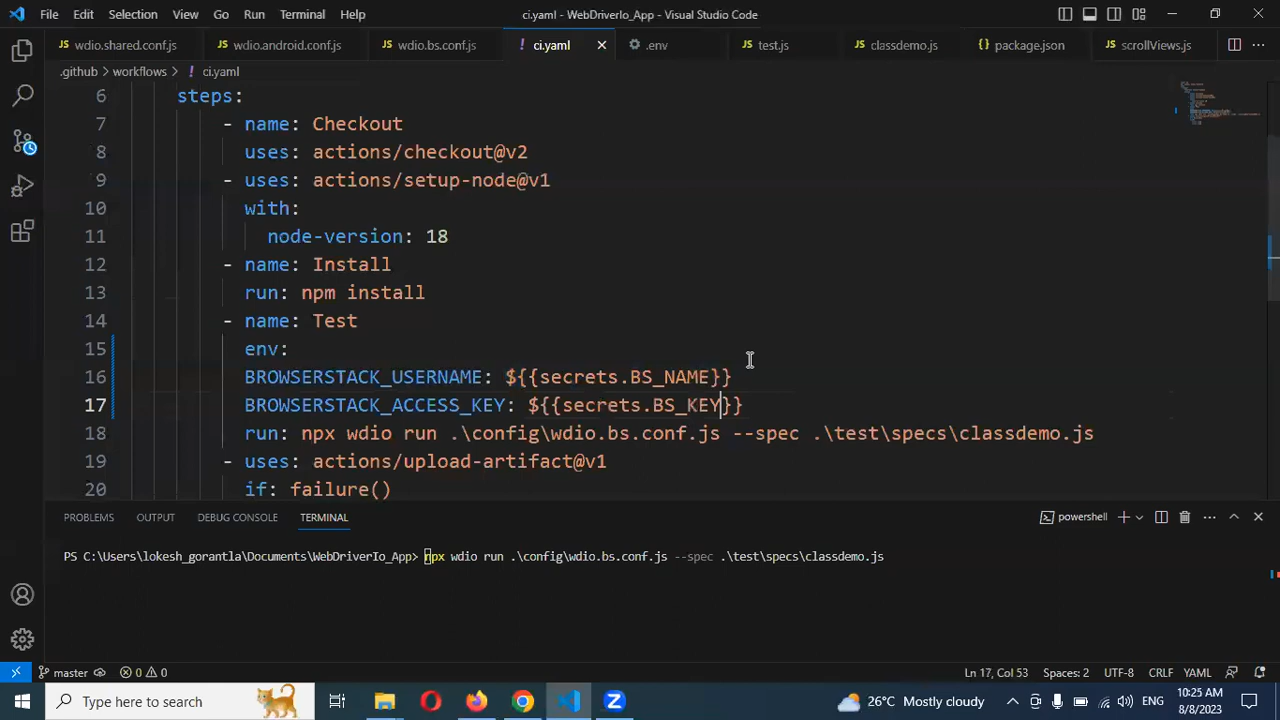 File Edit Selection View Go Run Terminal Help ci.yaml - WebDriverIo_App - Visual Studio Code
wdio.shared.conf.js wdio.android.conf.js wdio.bs.conf.js ! ci.yaml .env test.js classdemo.js {} package.json scrollViews.js
.github > workflows > ! ci.yaml
6 steps:
7 - name: Checkout
8 uses: actions/checkout@v2
9 - uses: actions/setup-node@v1
10 with:
11 node-version: 18
12 - name: Install
13 run: npm install
14 - name: Test
15 env:
16 BROWSERSTACK_USERNAME: ${{secrets.BS_NAME}}
17 BROWSERSTACK_ACCESS_KEY: ${{secrets.BS_KEY}}
18 run: npx wdio run .\config\wdio.bs.conf.js --spec .\test\specs\classdemo.js
19 - uses: actions/upload-artifact@v1
20 if: failure()
PROBLEMS OUTPUT DEBUG CONSOLE TERMINAL powershell
PS C:\Users\lokesh_gorantla\Documents\WebDriverIo_App> npx wdio run .\config\wdio.bs.conf.js --spec .\test\specs\classdemo.js
master 0 0 Ln 17, Col 53 Spaces: 2 UTF-8 CRLF YAML
Type here to search 26°C Mostly cloudy ENG 10:25 AM
8/8/2023